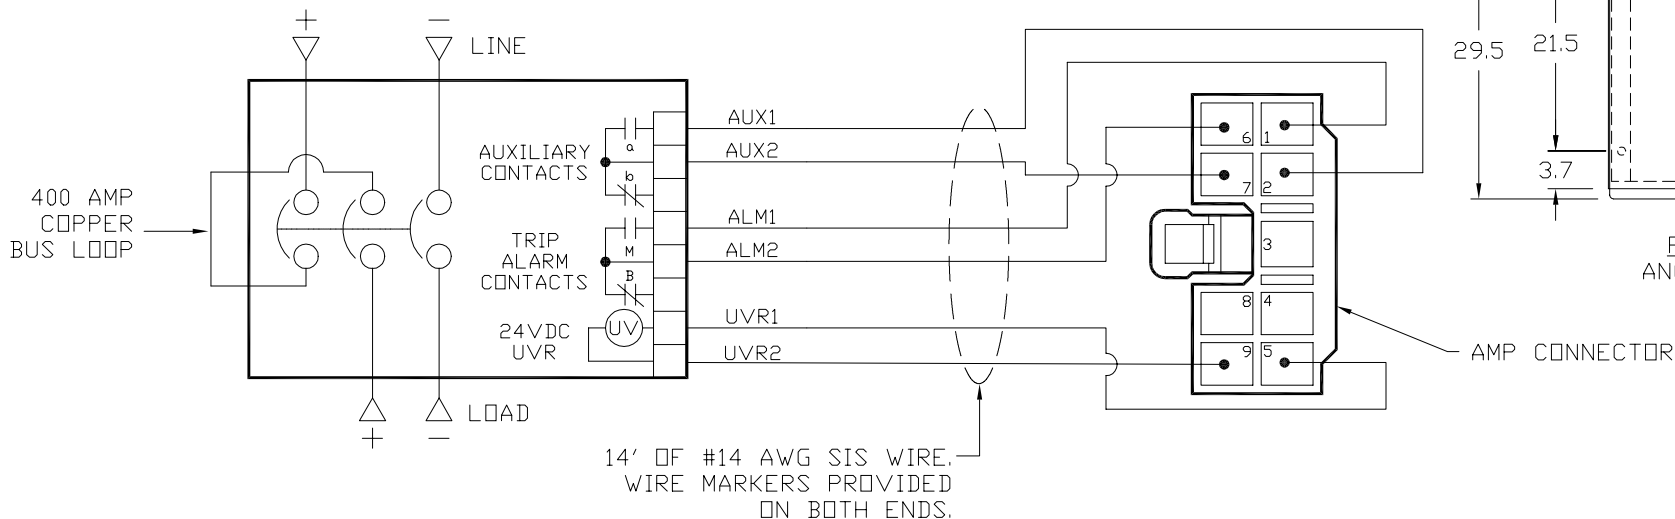 + −
LINE
29.5
21.5
3.7
AUX1
AUX2
AUXILIARY
CONTACTS
a
b
6 1
7 2
3
8 4
9 5
400 AMP
COPPER
BUS LOOP
ALM1
ALM2
TRIP
ALARM
CONTACTS
M
B
24VDC
UVR
UV
UVR1
UVR2
AMP CONNECTOR
LOAD
+ −
14' OF #14 AWG SIS WIRE.
WIRE MARKERS PROVIDED
ON BOTH ENDS.